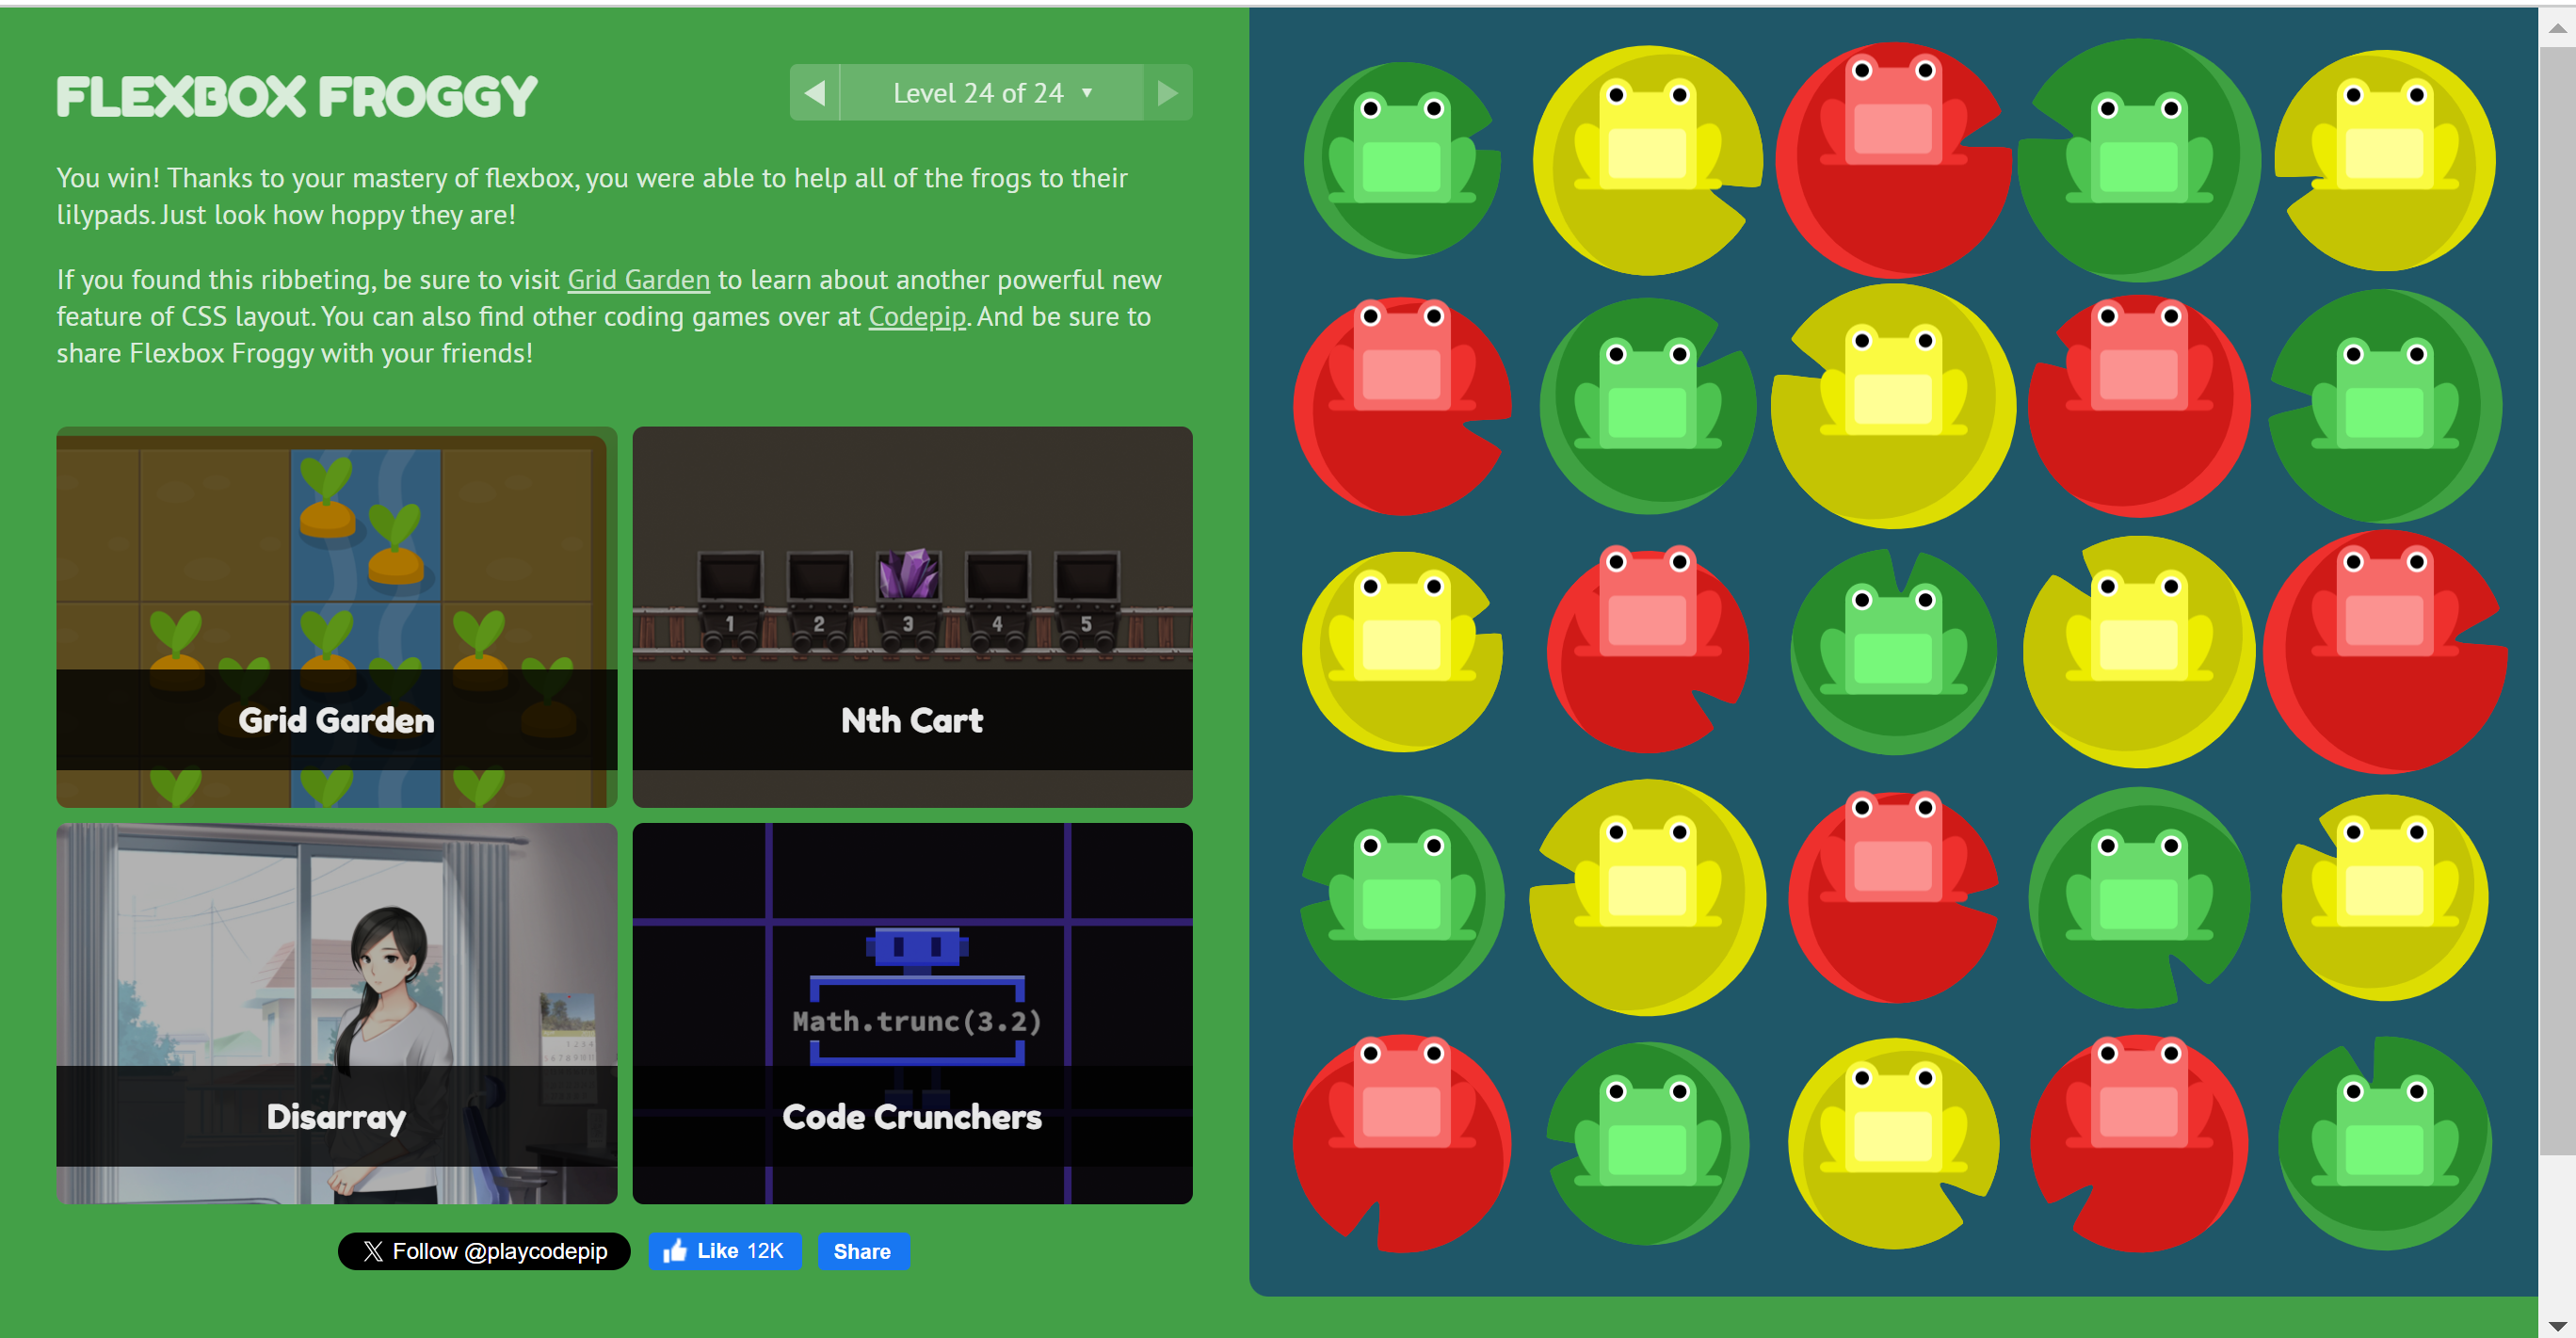 FLEXBOX FROGGY
Level 24 of 24
You win! Thanks to your mastery of flexbox, you were able to help all of the frogs to their
lilypads. Just look how hoppy they are!
If you found this ribbeting, be sure to visit Grid Garden to learn about another powerful new
feature of CSS layout. You can also find other coding games over at Codepip. And be sure to
share Flexbox Froggy with your friends!
1 2 3 4 5
Grid Garden
Nth Cart
Math.trunc(3.2)
Disarray
Code Crunchers
Follow @playcodepip
Like 12K
Share